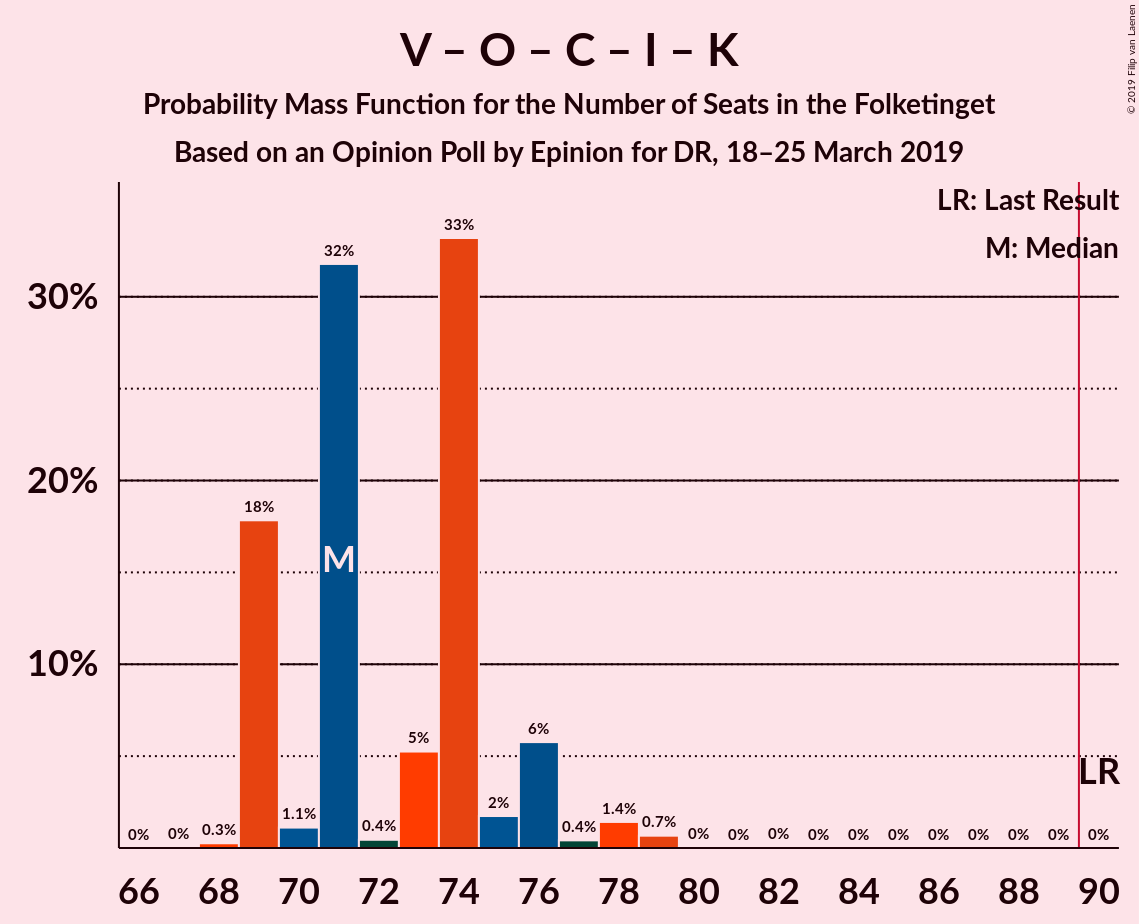 V – O – C – I – K
Probability Mass Function for the Number of Seats in the Folketinget
Based on an Opinion Poll by Epinion for DR, 18–25 March 2019
© 2019 Filip van Laenen
LR: Last Result
M: Median
30%
20%
10%
0% 0% 0.3% 18% 1.1% 32% 0.4% 5% 33% 2% 6% 0.4% 1.4% 0.7% 0% 0% 0% 0% 0% 0% 0% 0% 0% 0% 0%
M
LR
66 68 70 72 74 76 78 80 82 84 86 88 90